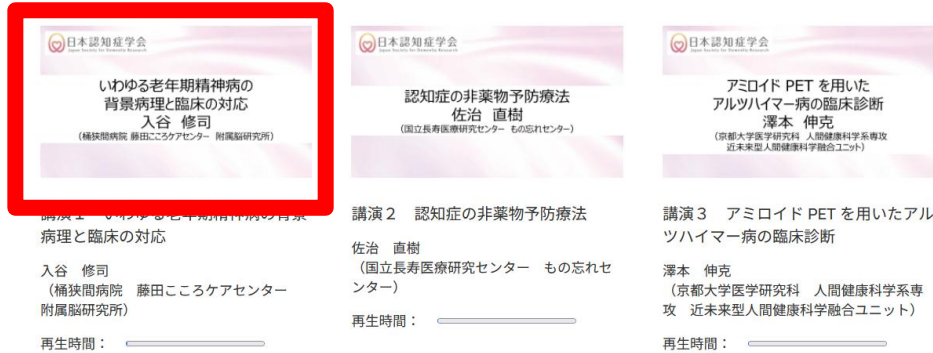 日本認知症学会
Japan Society for Dementia Research
いわゆる老年期精神病の
背景病理と臨床の対応
入谷 修司
(桶狭間病院 藤田こころケアセンター 附属脳研究所)
講演1 いわゆる老年期精神病の背景
病理と臨床の対応
入谷 修司
(桶狭間病院 藤田こころケアセンター
附属脳研究所)
再生時間:
日本認知症学会
Japan Society for Dementia Research
認知症の非薬物予防療法
佐治 直樹
(国立長寿医療研究センター もの忘れセンター)
講演2 認知症の非薬物予防療法
佐治 直樹
(国立長寿医療研究センター もの忘れセ
ンター)
再生時間:
日本認知症学会
Japan Society for Dementia Research
アミロイド PET を用いた
アルツハイマー病の臨床診断
澤本 伸克
(京都大学医学研究科 人間健康科学系専攻
近未来型人間健康科学融合ユニット)
講演3 アミロイド PET を用いたアル
ツハイマー病の臨床診断
澤本 伸克
(京都大学医学研究科 人間健康科学系専
攻 近未来型人間健康科学融合ユニット)
再生時間: